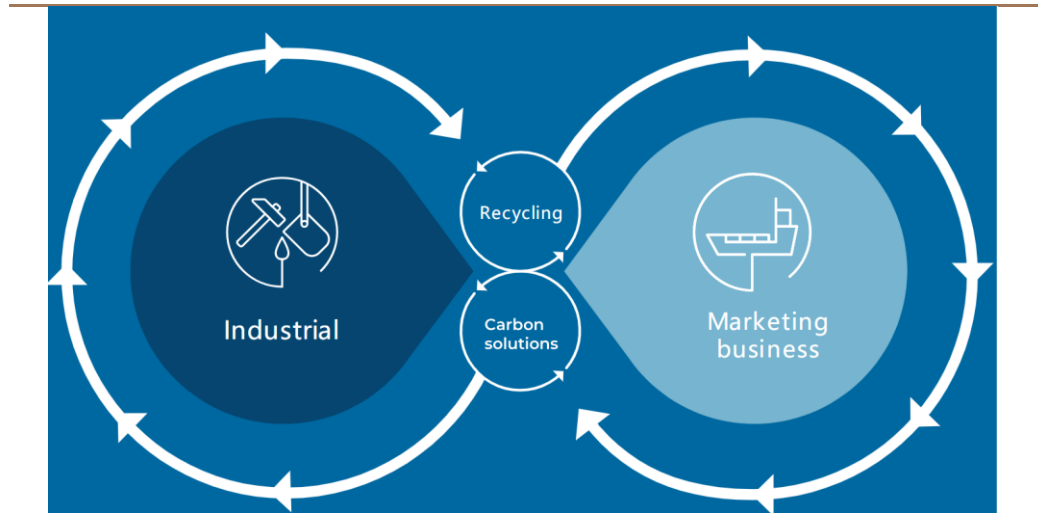 Recycling
Industrial
Carbon
solutions
Marketing
business